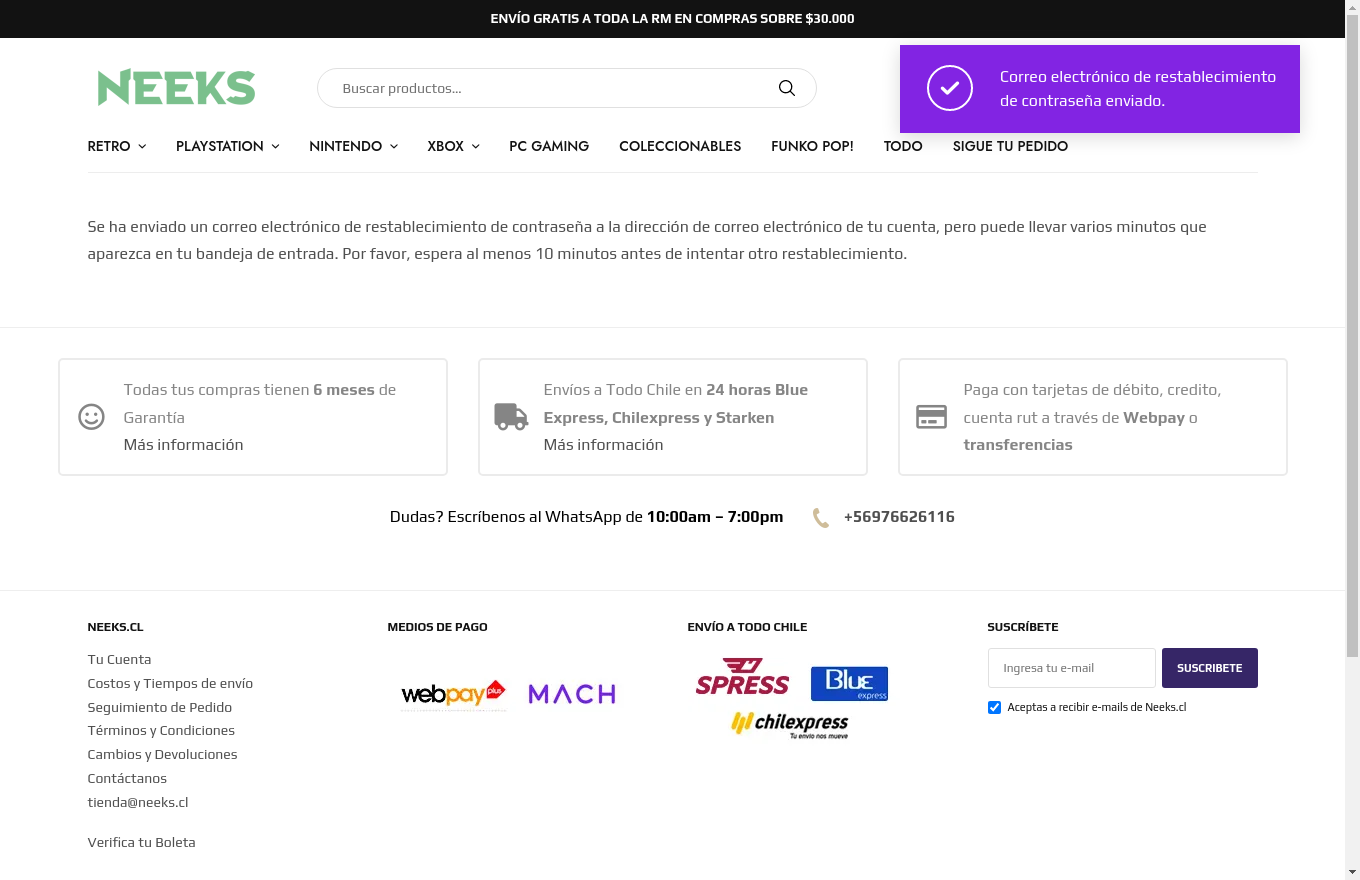 ENVÍO GRATIS A TODA LA RM EN COMPRAS SOBRE $30.000
NEEKS
Buscar productos...
Correo electrónico de restablecimiento
de contraseña enviado.
RETRO PLAYSTATION NINTENDO XBOX PC GAMING COLECCIONABLES FUNKO POP! TODO SIGUE TU PEDIDO
Se ha enviado un correo electrónico de restablecimiento de contraseña a la dirección de correo electrónico de tu cuenta, pero puede llevar varios minutos que
aparezca en tu bandeja de entrada. Por favor, espera al menos 10 minutos antes de intentar otro restablecimiento.
Todas tus compras tienen 6 meses de
Garantía
Más información
Envíos a Todo Chile en 24 horas Blue
Express, Chilexpress y Starken
Más información
Paga con tarjetas de débito, credito,
cuenta rut a través de Webpay o
transferencias
Dudas? Escríbenos al WhatsApp de 10:00am – 7:00pm +56976626116
NEEKS.CL
Tu Cuenta
Costos y Tiempos de envío
Seguimiento de Pedido
Términos y Condiciones
Cambios y Devoluciones
Contáctanos
tienda@neeks.cl
Verifica tu Boleta
MEDIOS DE PAGO
webpay plus MACH
ENVÍO A TODO CHILE
SPRESS Blue express
chilexpress
Tu envío nos mueve
SUSCRÍBETE
Ingresa tu e-mail SUSCRIBETE
Aceptas a recibir e-mails de Neeks.cl